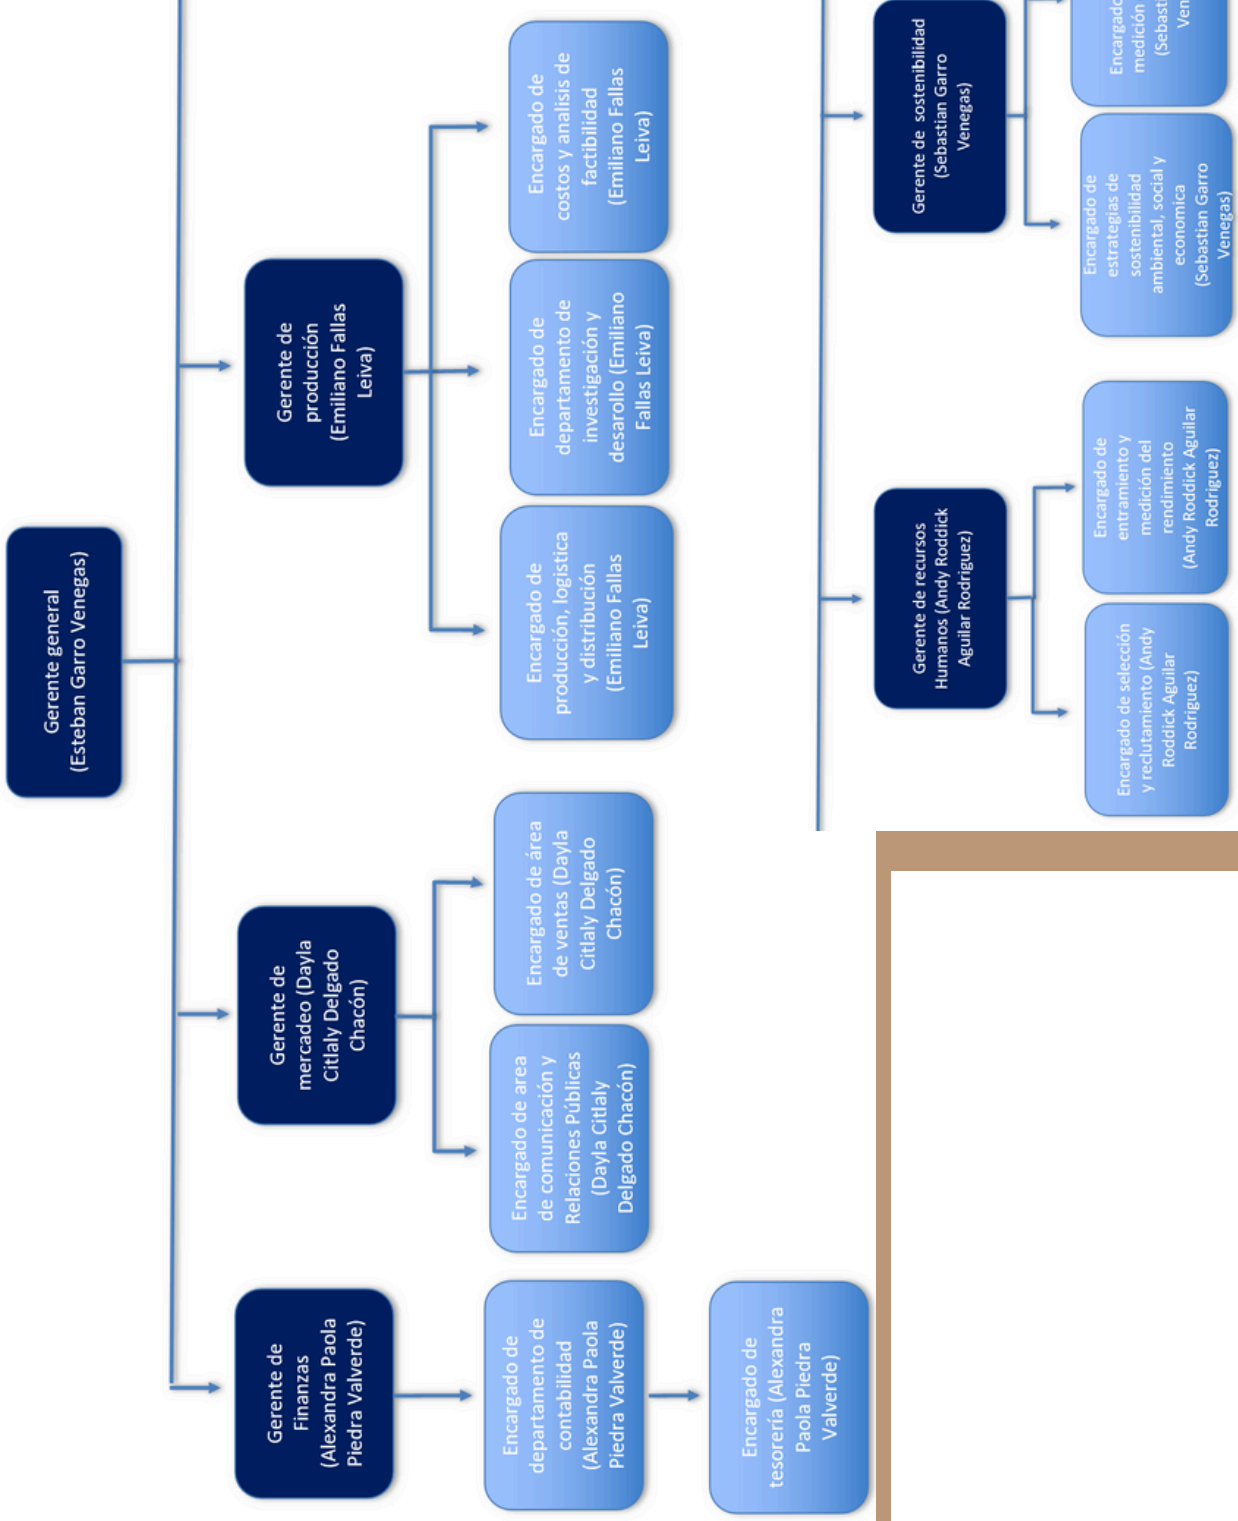 Gerente general
(Esteban Garro Venegas)
Gerente de
Finanzas
(Alexandra Paola
Piedra Valverde)
Encargado de
departamento de
contabilidad
(Alexandra Paola
Piedra Valverde)
Encargado de
tesorería (Alexandra
Paola Piedra
Valverde)
Gerente de
mercadeo (Dayla
Citlaly Delgado
Chacón)
Encargado de area
de comunicación y
Relaciones Públicas
(Dayla Citlaly
Delgado Chacón)
Encargado de área
de ventas (Dayla
Citlaly Delgado
Chacón)
Gerente de
producción
(Emiliano Fallas
Leiva)
Encargado de
producción, logistica
y distribución
(Emiliano Fallas
Leiva)
Encargado de
departamento de
investigación y
desarollo (Emiliano
Fallas Leiva)
Encargado de
costos y analisis de
factibilidad
(Emiliano Fallas
Leiva)
Gerente de recursos
Humanos (Andy Roddick
Aguilar Rodriguez)
Encargado de selección
y reclutamiento (Andy
Roddick Aguilar
Rodriguez)
Encargado de
entramiento y
medición del
rendimiento
(Andy Roddick Aguilar
Rodriguez)
Gerente de sostenibilidad
(Sebastian Garro
Venegas)
Encargado de
estrategias de
sostenibilidad
ambiental, social y
economica
(Sebastian Garro
Venegas)
Encargado
medición